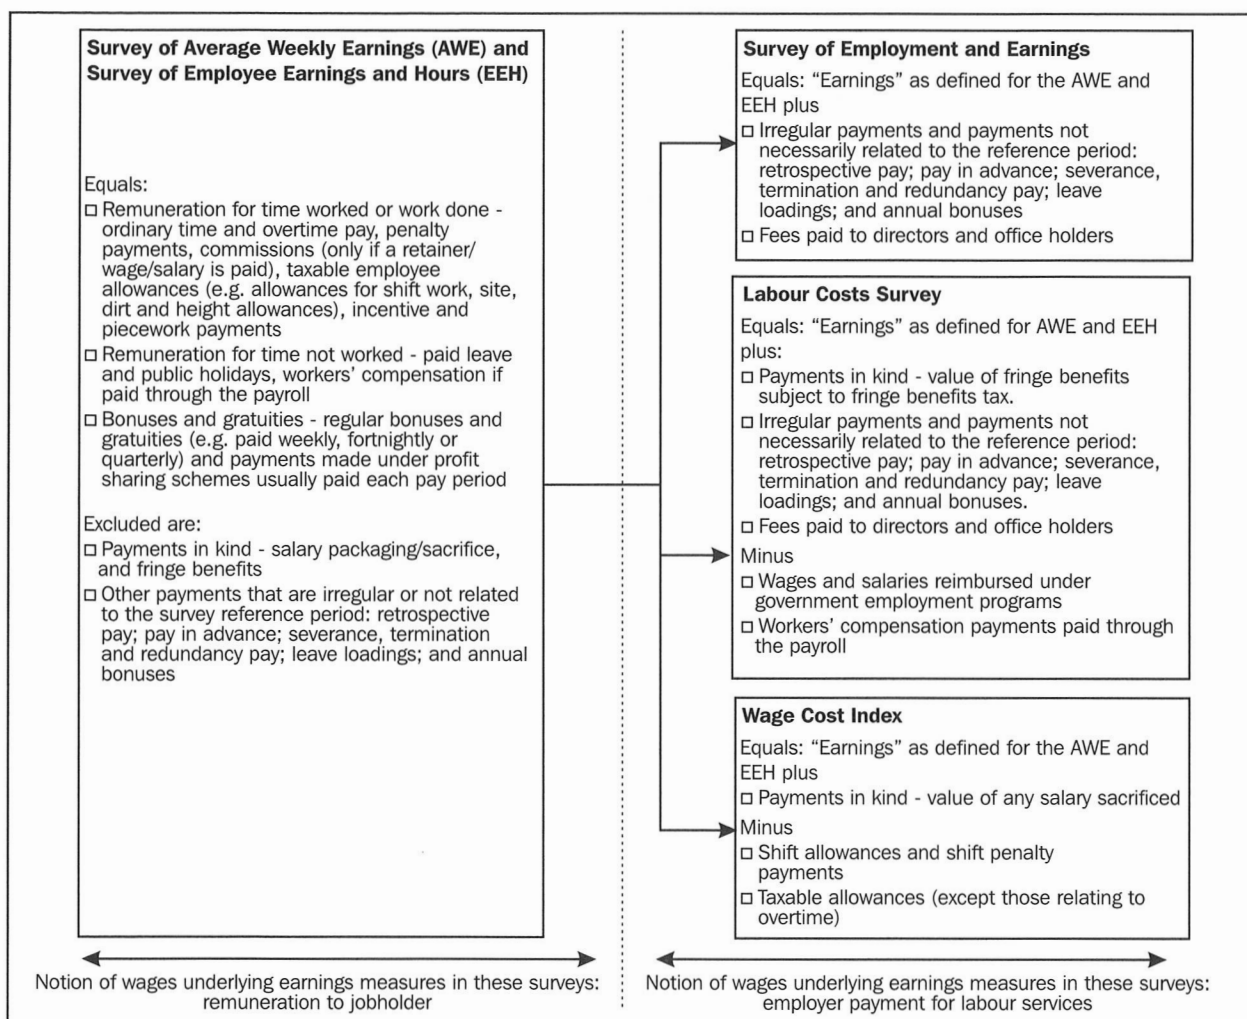 Survey of Average Weekly Earnings (AWE) and
Survey of Employee Earnings and Hours (EEH)
Equals:
□ Remuneration for time worked or work done -
ordinary time and overtime pay, penalty
payments, commissions (only if a retainer/
wage/salary is paid), taxable employee
allowances (e.g. allowances for shift work, site,
dirt and height allowances), incentive and
piecework payments
□ Remuneration for time not worked - paid leave
and public holidays, workers' compensation if
paid through the payroll
□ Bonuses and gratuities - regular bonuses and
gratuities (e.g. paid weekly, fortnightly or
quarterly) and payments made under profit
sharing schemes usually paid each pay period
Excluded are:
□ Payments in kind - salary packaging/sacrifice,
and fringe benefits
□ Other payments that are irregular or not related
to the survey reference period: retrospective
pay; pay in advance; severance, termination
and redundancy pay; leave loadings; and annual
bonuses
Notion of wages underlying earnings measures in these surveys:
remuneration to jobholder
Survey of Employment and Earnings
Equals: “Earnings” as defined for the AWE and
EEH plus
□ Irregular payments and payments not
necessarily related to the reference period:
retrospective pay; pay in advance; severance,
termination and redundancy pay; leave
loadings; and annual bonuses
□ Fees paid to directors and office holders
Labour Costs Survey
Equals: “Earnings” as defined for AWE and EEH
plus:
□ Payments in kind - value of fringe benefits
subject to fringe benefits tax.
□ Irregular payments and payments not
necessarily related to the reference period:
retrospective pay; pay in advance; severance,
termination and redundancy pay; leave
loadings; and annual bonuses.
□ Fees paid to directors and office holders
Minus
□ Wages and salaries reimbursed under
government employment programs
□ Workers' compensation payments paid through
the payroll
Wage Cost Index
Equals: “Earnings” as defined for the AWE and
EEH plus
□ Payments in kind - value of any salary sacrificed
Minus
□ Shift allowances and shift penalty
payments
□ Taxable allowances (except those relating to
overtime)
Notion of wages underlying earnings measures in these surveys:
employer payment for labour services